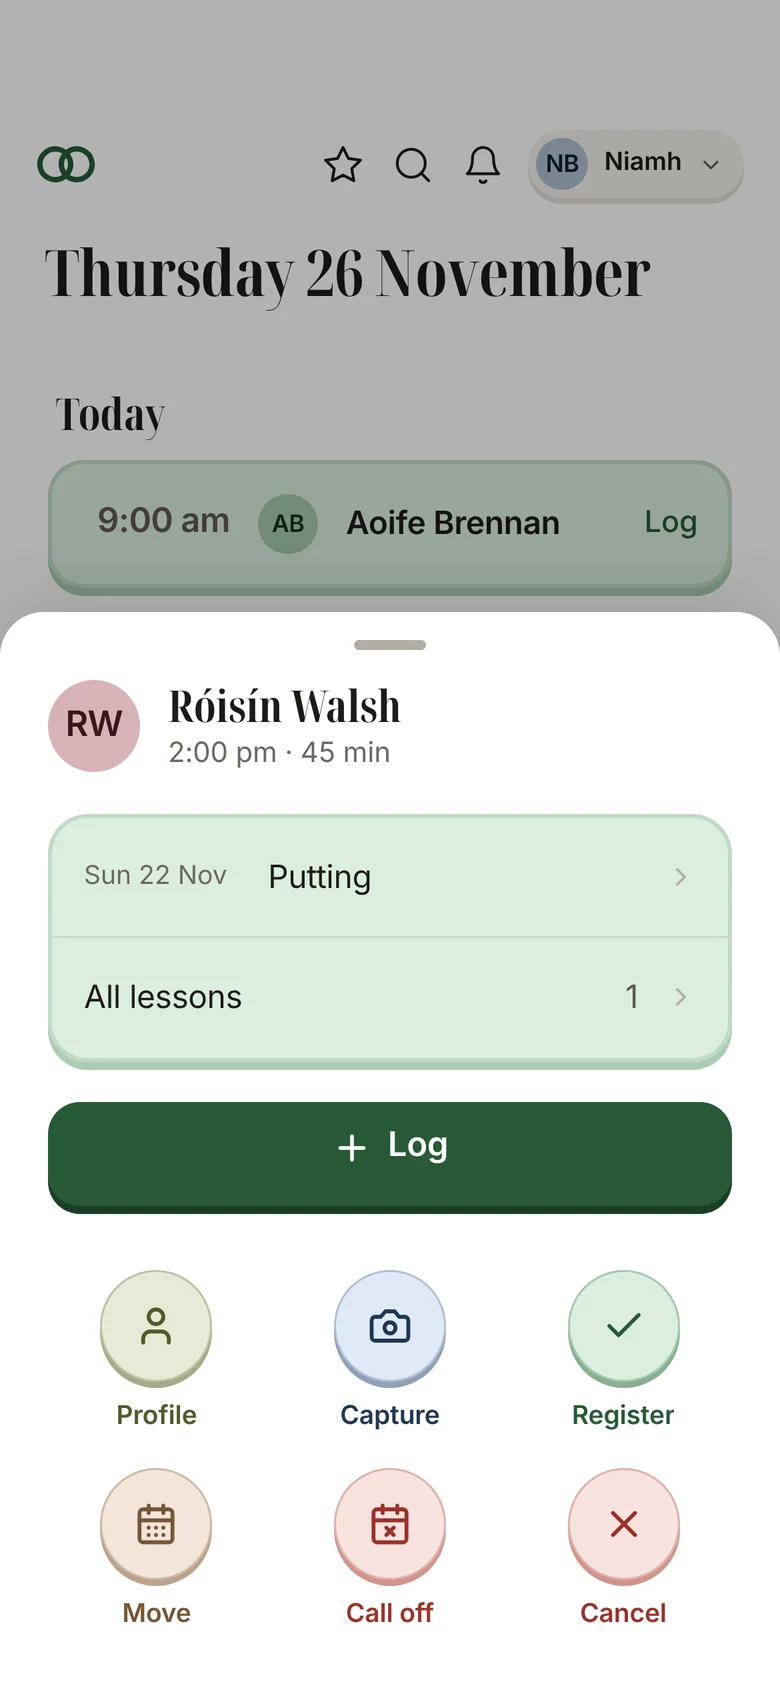 NB Niamh
Thursday 26 November
Today
9:00 am AB Aoife Brennan Log
RW
Róisín Walsh
2:00 pm · 45 min
Sun 22 Nov Putting
All lessons 1
+ Log
Profile Capture Register
Move Call off Cancel